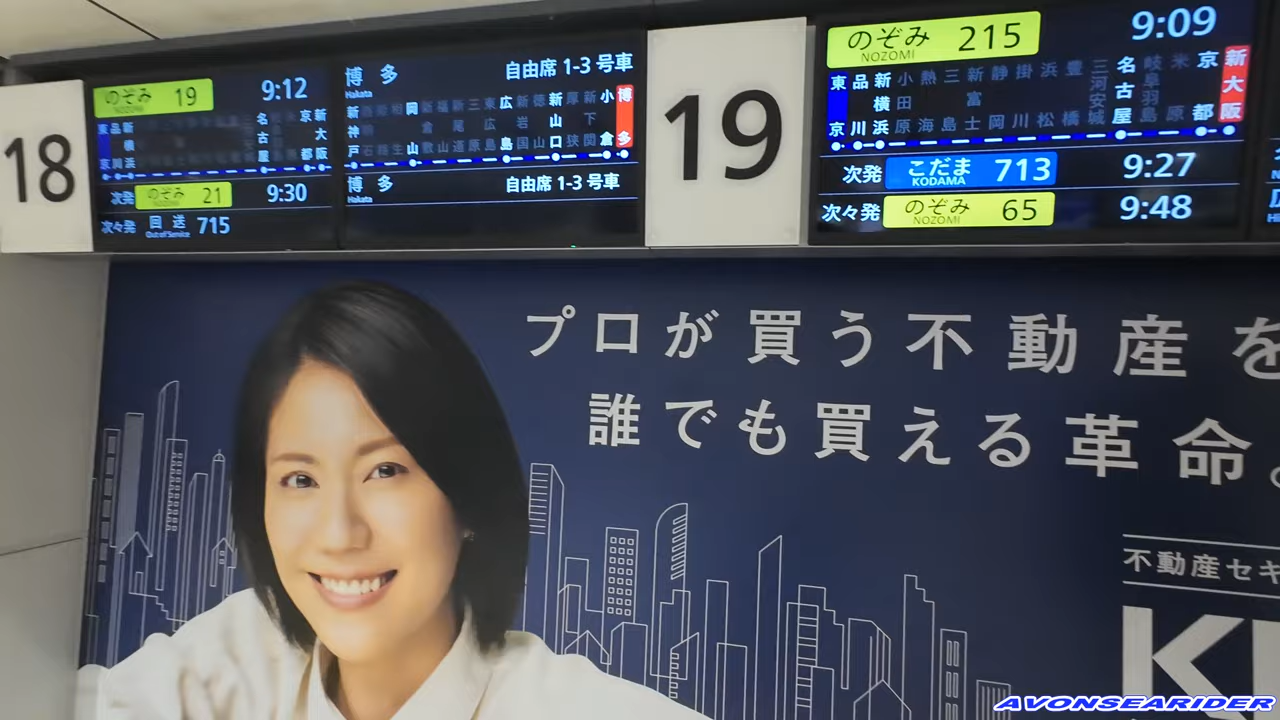 18
のぞみ 19 9:12
NOZOMI
博多 自由席 1-3 号車
Hakata
東京 品川 新横浜 名古屋 京都 新大阪
新神戸 岡山 広島 新山口 小倉 博多
次発 のぞみ 21 9:30
NOZOMI
博多 自由席 1-3 号車
Hakata
次々発 回送 715
Out of Service
19
のぞみ 215 9:09
NOZOMI
東京 品川 新横浜 小田原 熱海 三島 新富士 静岡 掛川 浜松 豊橋 三河安城 名古屋 岐阜羽島 米原 京都 新大阪
次発 こだま 713 9:27
KODAMA
次々発 のぞみ 65 9:48
NOZOMI
プロが買う不動産を
誰でも買える革命。
不動産セキ
AVONSEARIDER